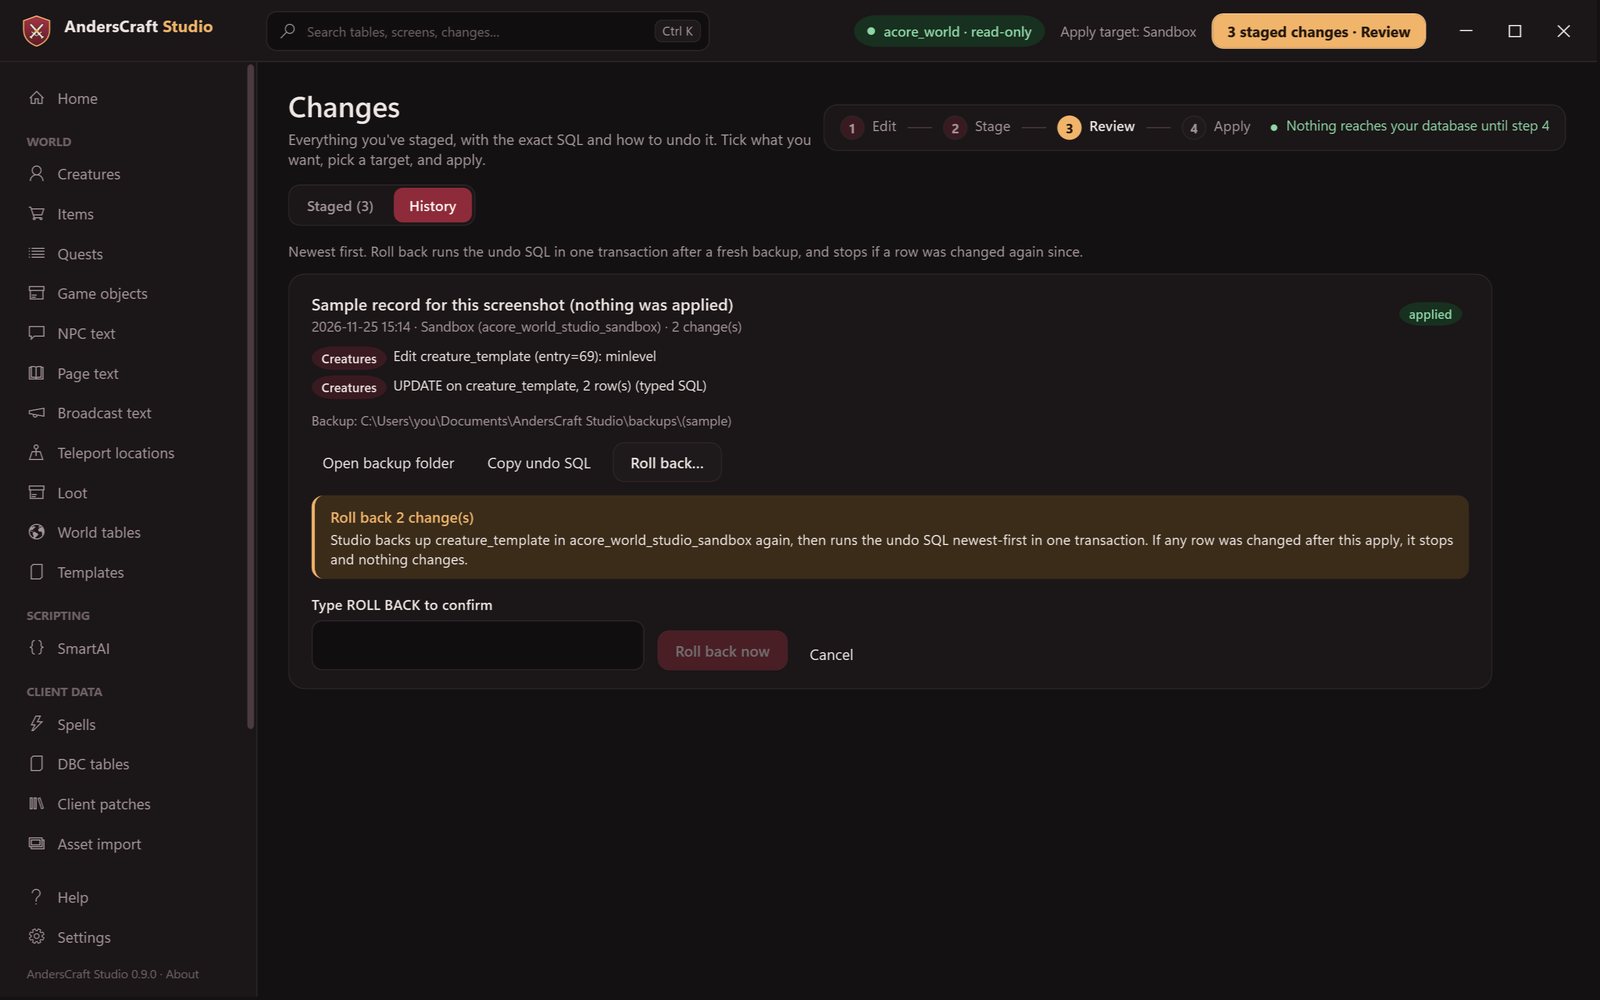 AndersCraft Studio
Search tables, screens, changes...
Ctrl K
acore_world · read-only
Apply target: Sandbox
3 staged changes · Review
Home
WORLD
Creatures
Items
Quests
Game objects
NPC text
Page text
Broadcast text
Teleport locations
Loot
World tables
Templates
SCRIPTING
SmartAI
CLIENT DATA
Spells
DBC tables
Client patches
Asset import
Help
Settings
AndersCraft Studio 0.9.0 · About
Changes
Everything you've staged, with the exact SQL and how to undo it. Tick what you
want, pick a target, and apply.
1 Edit
2 Stage
3 Review
4 Apply
Nothing reaches your database until step 4
Staged (3)
History
Newest first. Roll back runs the undo SQL in one transaction after a fresh backup, and stops if a row was changed again since.
Sample record for this screenshot (nothing was applied)
applied
2026-11-25 15:14 · Sandbox (acore_world_studio_sandbox) · 2 change(s)
Creatures Edit creature_template (entry=69): minlevel
Creatures UPDATE on creature_template, 2 row(s) (typed SQL)
Backup: C:\Users\you\Documents\AndersCraft Studio\backups\(sample)
Open backup folder
Copy undo SQL
Roll back...
Roll back 2 change(s)
Studio backs up creature_template in acore_world_studio_sandbox again, then runs the undo SQL newest-first in one transaction. If any row was changed after this apply, it stops
and nothing changes.
Type ROLL BACK to confirm
Roll back now
Cancel